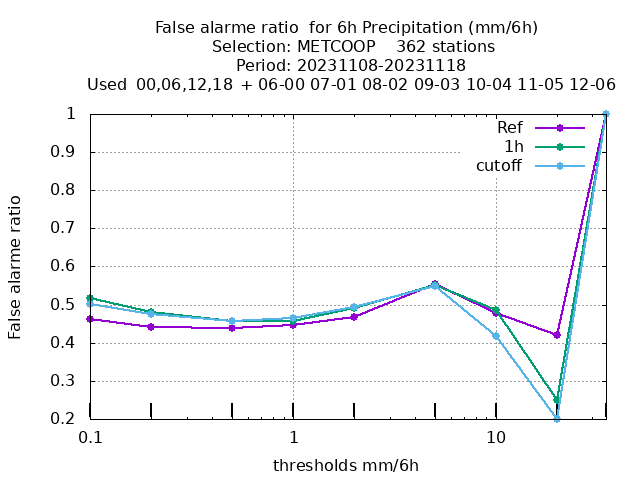 False alarme ratio  for 6h Precipitation (mm/6h)
Selection: METCOOP    362 stations
Period: 20231108-20231118
Used  00,06,12,18  + 06-00 07-01 08-02 09-03 10-04 11-05 12-06
Ref
1h
cutoff
False alarme ratio
1
0.9
0.8
0.7
0.6
0.5
0.4
0.3
0.2
0.1 1 10
thresholds mm/6h